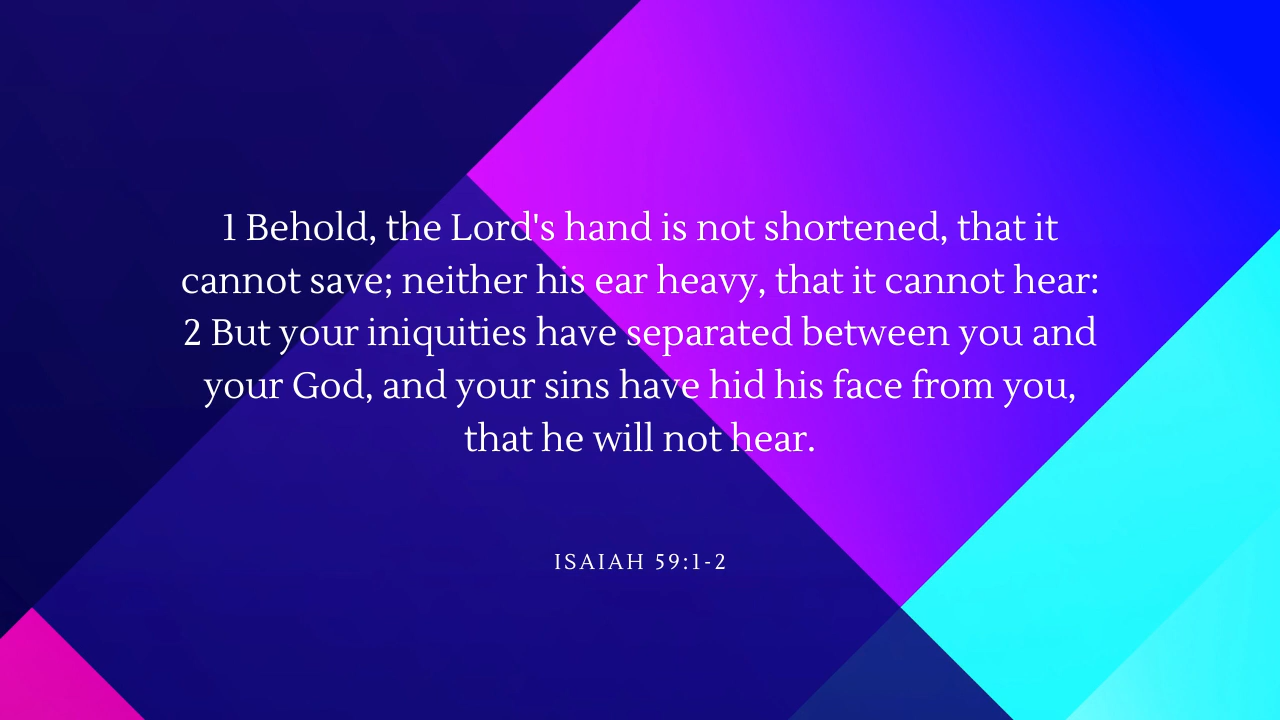 1 Behold, the Lord's hand is not shortened, that it
cannot save; neither his ear heavy, that it cannot hear:
2 But your iniquities have separated between you and
your God, and your sins have hid his face from you,
that he will not hear.
ISAIAH 59:1-2